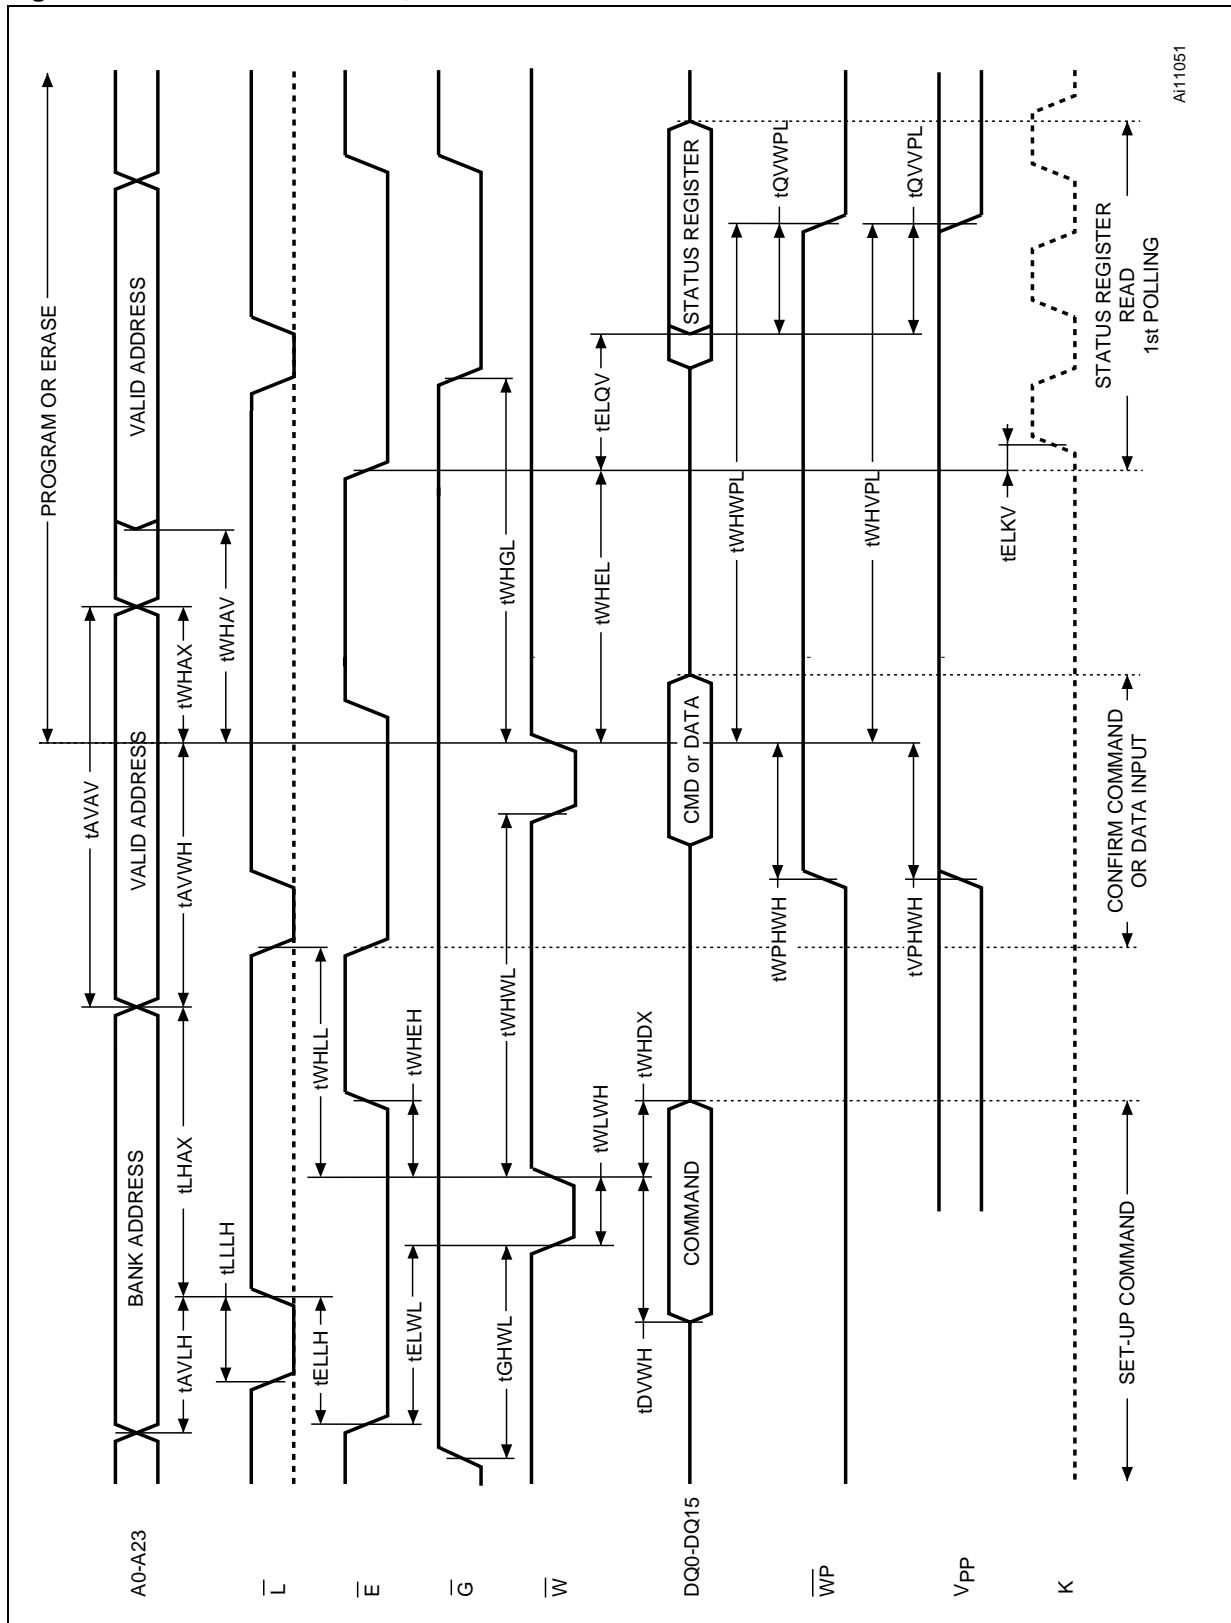 PROGRAM OR ERASE
tAVAV
A0-A23
BANK ADDRESS
VALID ADDRESS
VALID ADDRESS
tAVLH
tLHAX
tAVWH
tWHAX
tLLLH
tWHAV
L
tELLH
tWHLL
E
tELWL
tWHEH
G
tGHWL
tWHWL
tWHGL
W
tWLWH
tWHEL
tELQV
tDVWH
tWHDX
DQ0-DQ15
COMMAND
CMD or DATA
STATUS REGISTER
tWHWPL
tWPHWH
tQVWPL
WP
tWHVPL
tVPHWH
tQVVPL
VPP
tELKV
K
SET-UP COMMAND
CONFIRM COMMAND
OR DATA INPUT
STATUS REGISTER
READ
1st POLLING
Ai11051